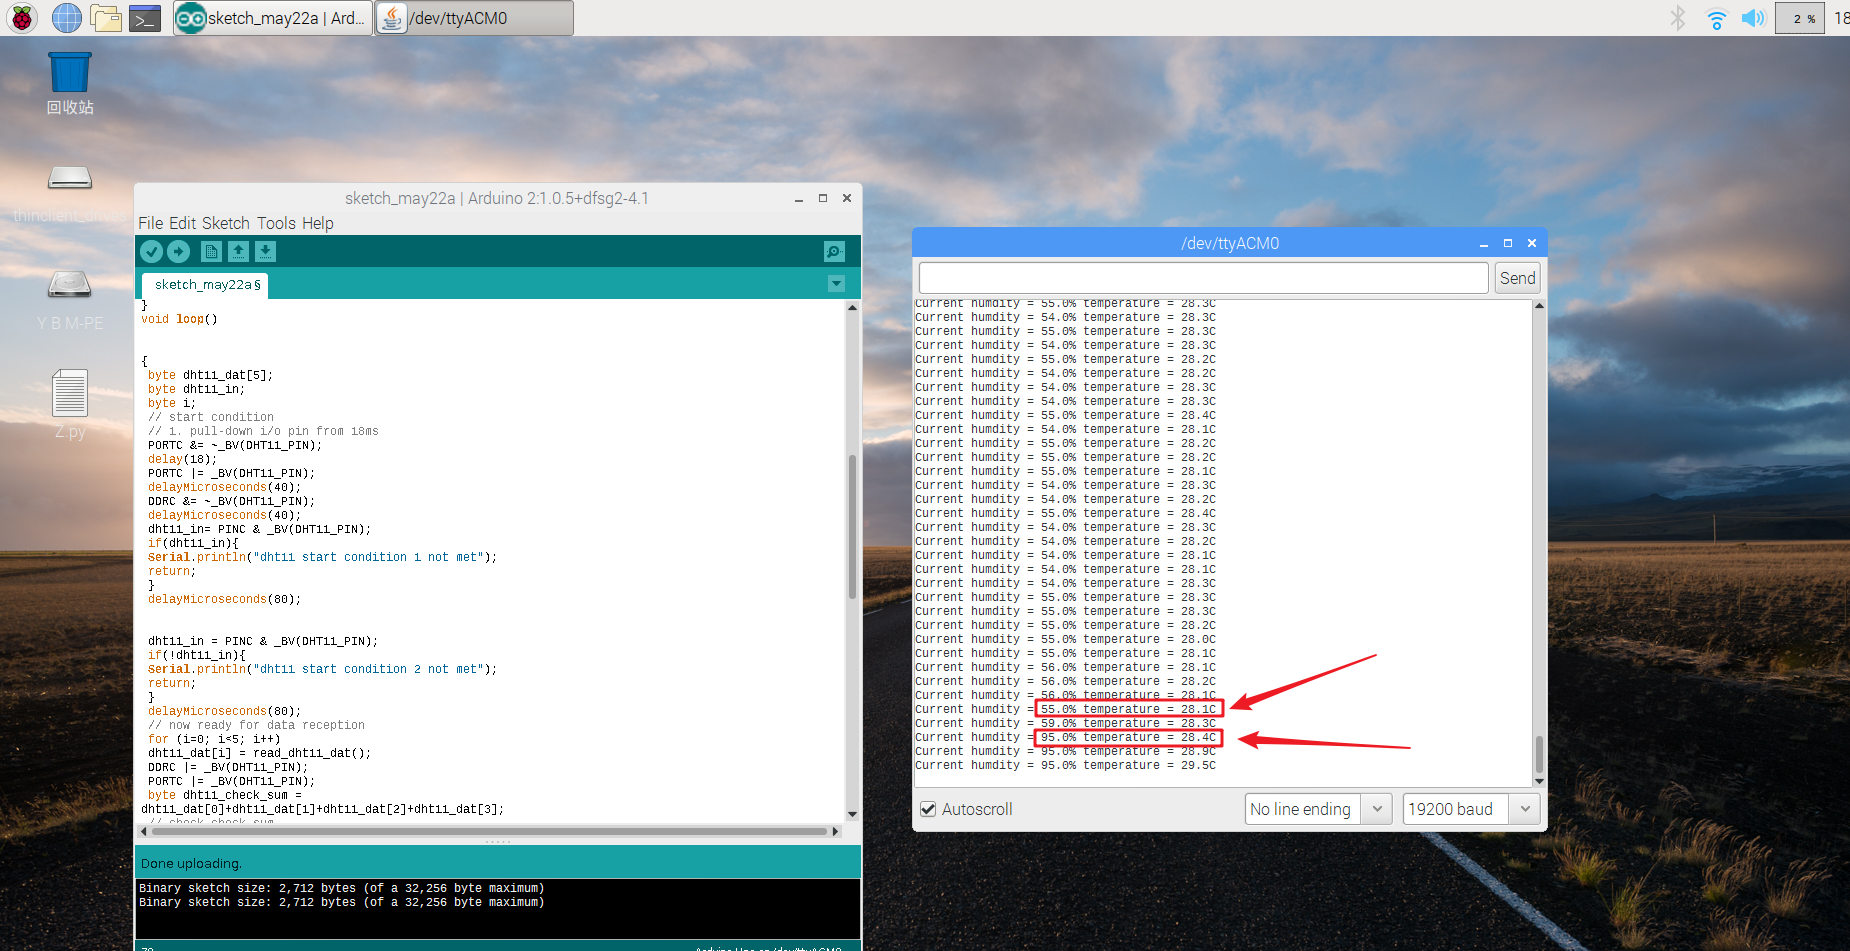 sketch_may22a | Ard...
/dev/ttyACM0
2 %
18
回收站
thinclient_drives
Y B M-PE
Z.py
sketch_may22a | Arduino 2:1.0.5+dfsg2-4.1
File Edit Sketch Tools Help
sketch_may22a §
}
void loop()
{
byte dht11_dat[5];
byte dht11_in;
byte i;
// start condition
// 1. pull-down i/o pin from 18ms
PORTC &= ~_BV(DHT11_PIN);
delay(18);
PORTC |= _BV(DHT11_PIN);
delayMicroseconds(40);
DDRC &= ~_BV(DHT11_PIN);
delayMicroseconds(40);
dht11_in= PINC & _BV(DHT11_PIN);
if(dht11_in){
Serial.println("dht11 start condition 1 not met");
return;
}
delayMicroseconds(80);
dht11_in = PINC & _BV(DHT11_PIN);
if(!dht11_in){
Serial.println("dht11 start condition 2 not met");
return;
}
delayMicroseconds(80);
// now ready for data reception
for (i=0; i<5; i++)
dht11_dat[i] = read_dht11_dat();
DDRC |= _BV(DHT11_PIN);
PORTC |= _BV(DHT11_PIN);
byte dht11_check_sum =
dht11_dat[0]+dht11_dat[1]+dht11_dat[2]+dht11_dat[3];
// check check_sum
Done uploading.
Binary sketch size: 2,712 bytes (of a 32,256 byte maximum)
Binary sketch size: 2,712 bytes (of a 32,256 byte maximum)
70
Arduino Uno on /dev/ttyACM0
/dev/ttyACM0
Send
Current humdity = 55.0% temperature = 28.3C
Current humdity = 54.0% temperature = 28.3C
Current humdity = 55.0% temperature = 28.3C
Current humdity = 54.0% temperature = 28.3C
Current humdity = 55.0% temperature = 28.2C
Current humdity = 54.0% temperature = 28.2C
Current humdity = 54.0% temperature = 28.3C
Current humdity = 54.0% temperature = 28.3C
Current humdity = 55.0% temperature = 28.4C
Current humdity = 54.0% temperature = 28.1C
Current humdity = 55.0% temperature = 28.2C
Current humdity = 55.0% temperature = 28.2C
Current humdity = 55.0% temperature = 28.1C
Current humdity = 54.0% temperature = 28.3C
Current humdity = 54.0% temperature = 28.2C
Current humdity = 55.0% temperature = 28.4C
Current humdity = 54.0% temperature = 28.3C
Current humdity = 54.0% temperature = 28.2C
Current humdity = 54.0% temperature = 28.1C
Current humdity = 54.0% temperature = 28.1C
Current humdity = 54.0% temperature = 28.3C
Current humdity = 55.0% temperature = 28.3C
Current humdity = 55.0% temperature = 28.3C
Current humdity = 55.0% temperature = 28.2C
Current humdity = 55.0% temperature = 28.0C
Current humdity = 55.0% temperature = 28.1C
Current humdity = 56.0% temperature = 28.1C
Current humdity = 56.0% temperature = 28.2C
Current humdity = 56.0% temperature = 28.1C
Current humdity = 55.0% temperature = 28.1C
Current humdity = 59.0% temperature = 28.3C
Current humdity = 95.0% temperature = 28.4C
Current humdity = 95.0% temperature = 28.9C
Current humdity = 95.0% temperature = 29.5C
Autoscroll
No line ending
19200 baud